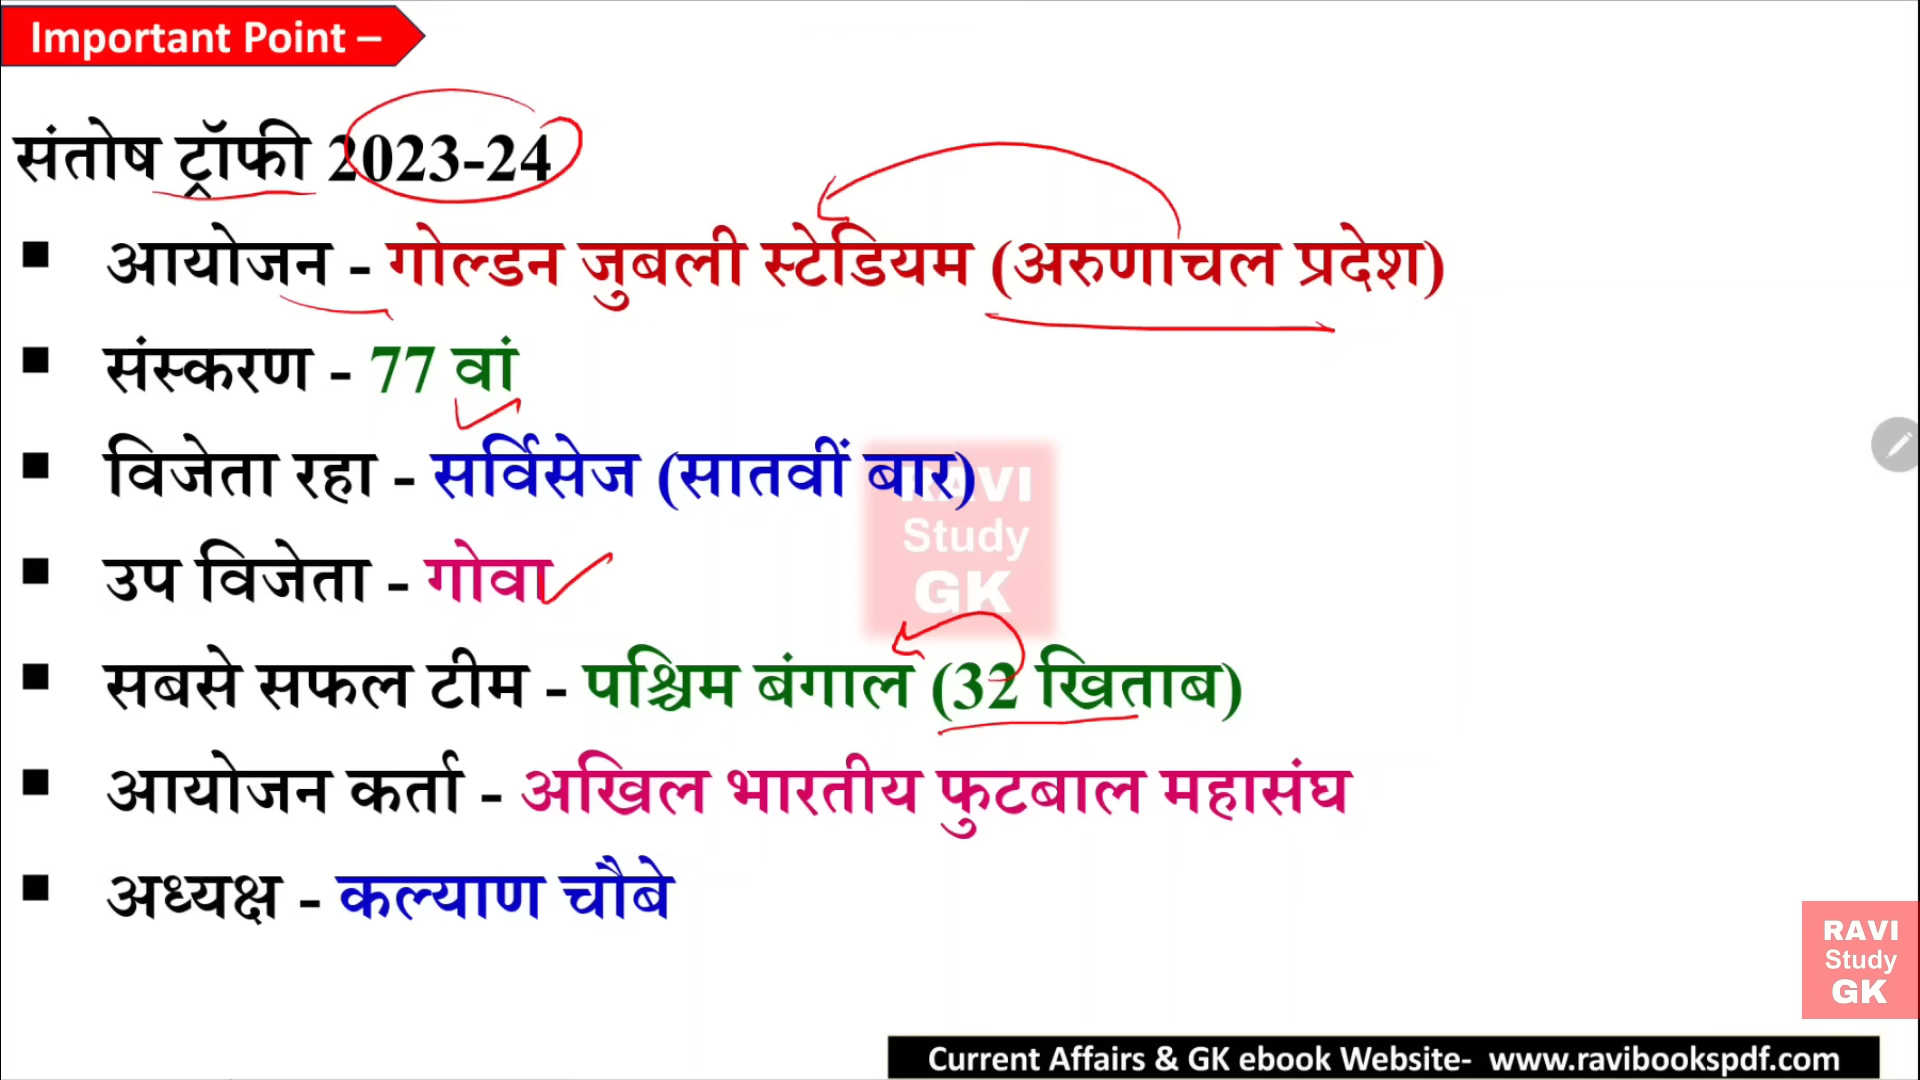 Important Point –
संतोष ट्रॉफी 2023-24
▪ आयोजन - गोल्डन जुबली स्टेडियम (अरुणाचल प्रदेश)
▪ संस्करण - 77 वां
▪ विजेता रहा - सर्विसेज (सातवीं बार)
▪ उप विजेता - गोवा
▪ सबसे सफल टीम - पश्चिम बंगाल (32 खिताब)
▪ आयोजन कर्ता - अखिल भारतीय फुटबाल महासंघ
▪ अध्यक्ष - कल्याण चौबे
RAVI
Study
GK
RAVI
Study
GK
Current Affairs & GK ebook Website- www.ravibookspdf.com